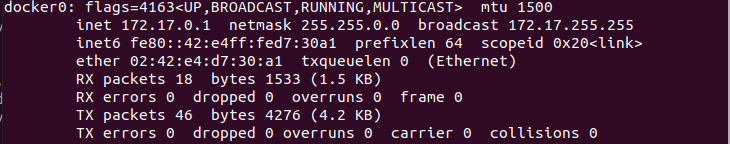 docker0: flags=4163<UP,BROADCAST,RUNNING,MULTICAST>  mtu 1500
        inet 172.17.0.1  netmask 255.255.0.0  broadcast 172.17.255.255
        inet6 fe80::42:e4ff:fed7:30a1  prefixlen 64  scopeid 0x20<link>
        ether 02:42:e4:d7:30:a1  txqueuelen 0  (Ethernet)
        RX packets 18  bytes 1533 (1.5 KB)
        RX errors 0  dropped 0  overruns 0  frame 0
        TX packets 46  bytes 4276 (4.2 KB)
        TX errors 0  dropped 0 overruns 0  carrier 0  collisions 0